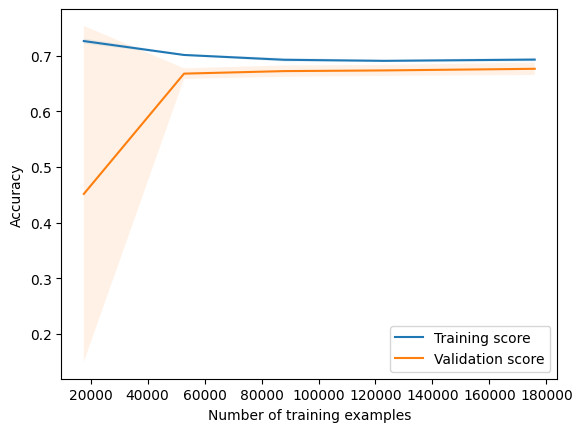 0.7
0.6
0.5
0.4
0.3
0.2
Accuracy
Training score
Validation score
20000 40000 60000 80000 100000 120000 140000 160000 180000
Number of training examples